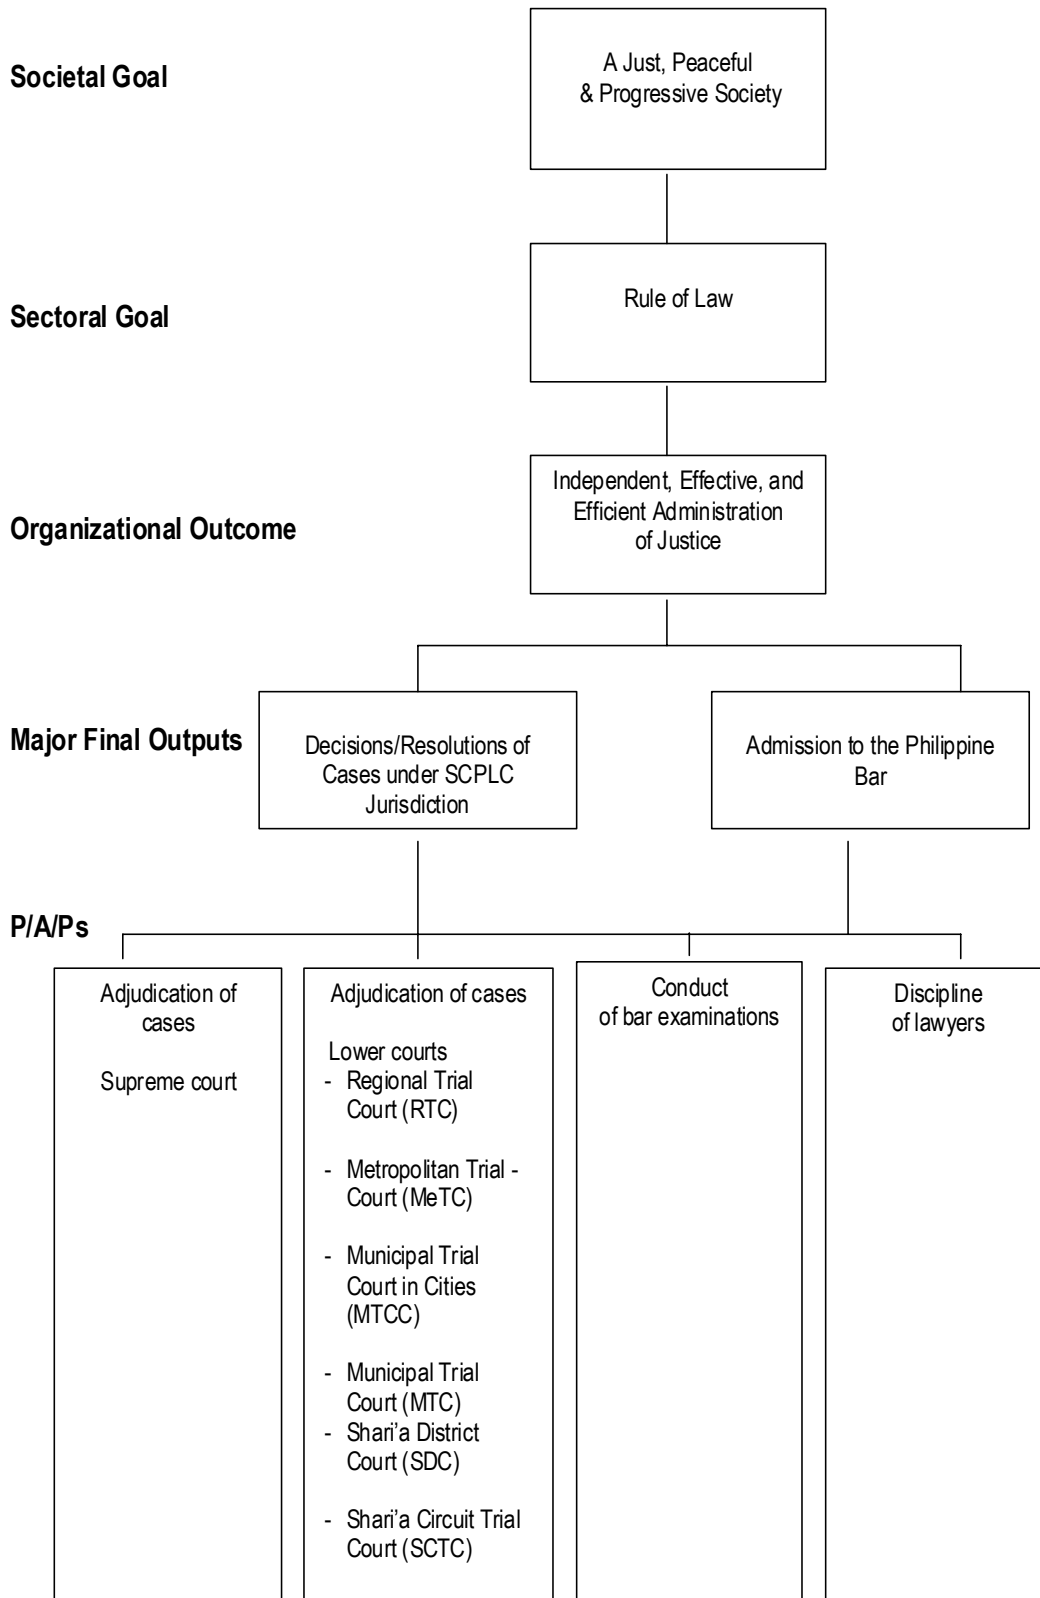 Societal Goal
A Just, Peaceful
& Progressive Society
Sectoral Goal
Rule of Law
Organizational Outcome
Independent, Effective, and
Efficient Administration
of Justice
Major Final Outputs
Decisions/Resolutions of
Cases under SCPLC
Jurisdiction
Admission to the Philippine
Bar
P/A/Ps
Adjudication of
cases
Supreme court
Adjudication of cases
Lower courts
- Regional Trial
Court (RTC)
- Metropolitan Trial -
Court (MeTC)
- Municipal Trial
Court in Cities
(MTCC)
- Municipal Trial
Court (MTC)
- Shari’a District
Court (SDC)
- Shari’a Circuit Trial
Court (SCTC)
Conduct
of bar examinations
Discipline
of lawyers